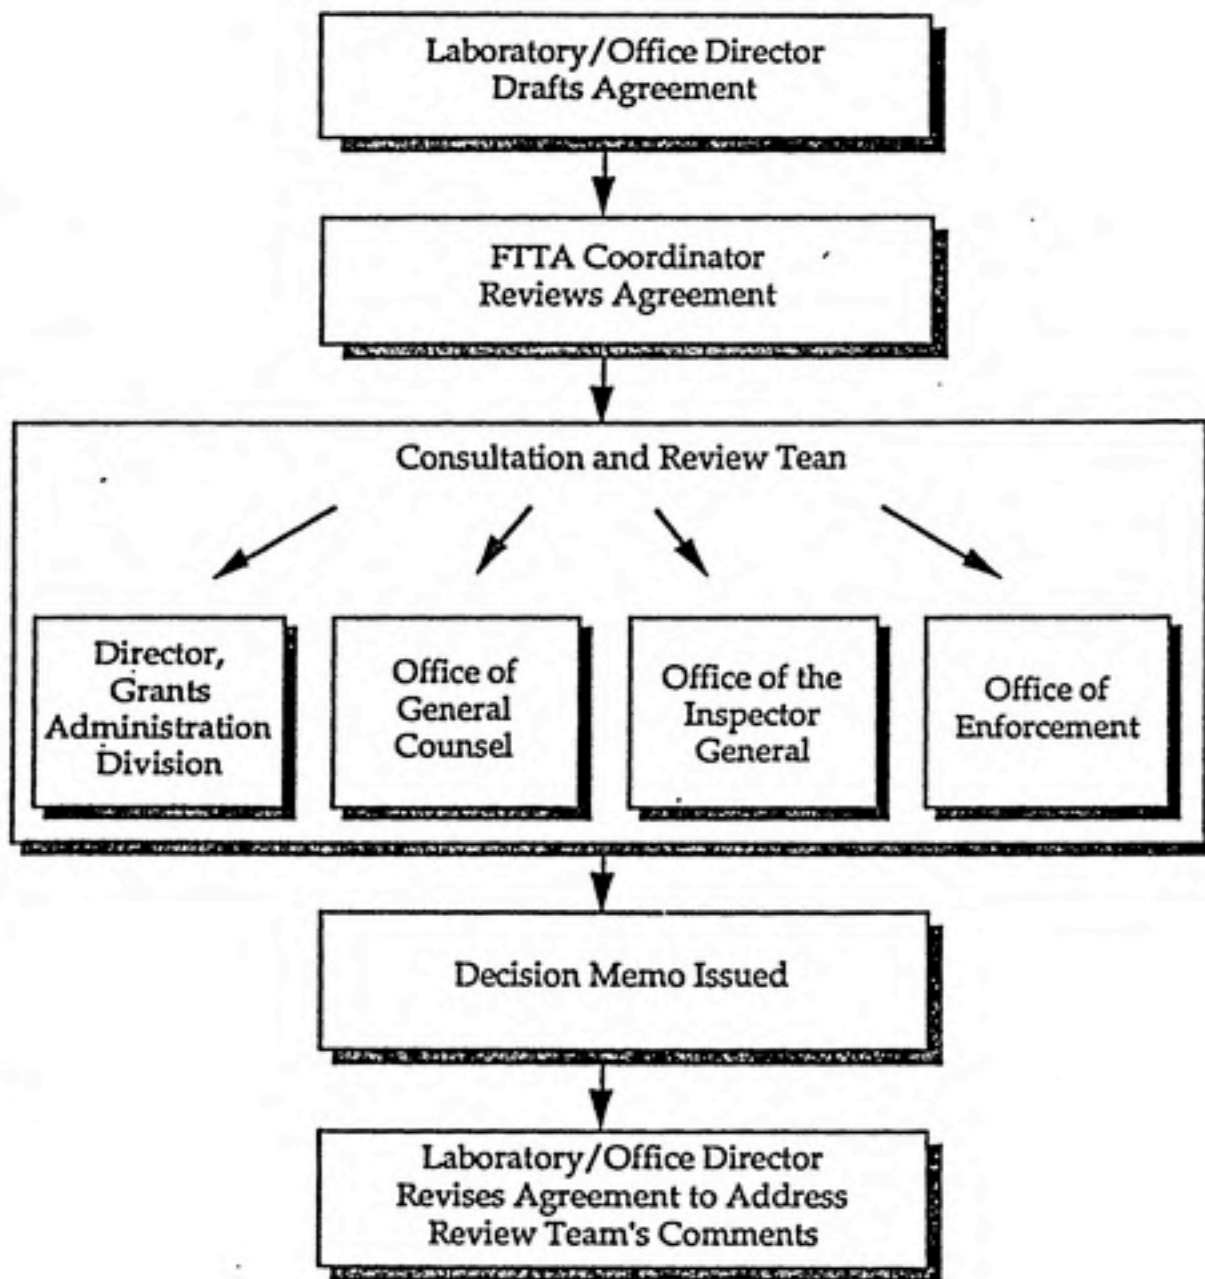 Laboratory/Office Director
Drafts Agreement
FTTA Coordinator
Reviews Agreement
Consultation and Review Tean
Director,
Grants
Administration
Division
Office of
General
Counsel
Office of the
Inspector
General
Office of
Enforcement
Decision Memo Issued
Laboratory/Office Director
Revises Agreement to Address
Review Team's Comments